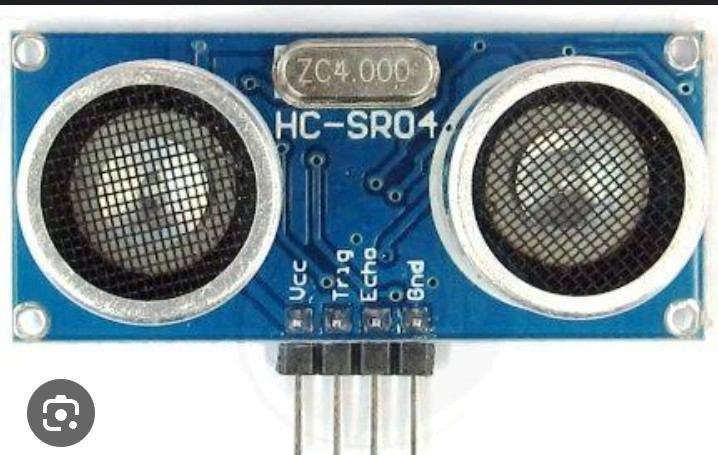 ZC4.000
HC-SR04
Vcc
Trig
Echo
Gnd